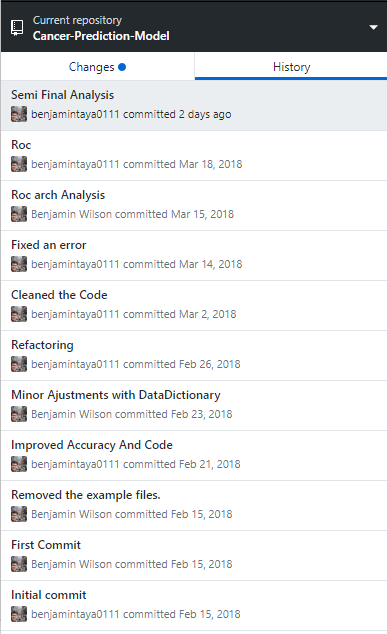 Current repository
Cancer-Prediction-Model
Changes
History
Semi Final Analysis
benjamintaya0111 committed 2 days ago
Roc
benjamintaya0111 committed Mar 18, 2018
Roc arch Analysis
Benjamin Wilson committed Mar 15, 2018
Fixed an error
benjamintaya0111 committed Mar 14, 2018
Cleaned the Code
benjamintaya0111 committed Mar 2, 2018
Refactoring
benjamintaya0111 committed Feb 26, 2018
Minor Ajustments with DataDictionary
Benjamin Wilson committed Feb 23, 2018
Improved Accuracy And Code
benjamintaya0111 committed Feb 21, 2018
Removed the example files.
Benjamin Wilson committed Feb 15, 2018
First Commit
Benjamin Wilson committed Feb 15, 2018
Initial commit
benjamintaya0111 committed Feb 15, 2018